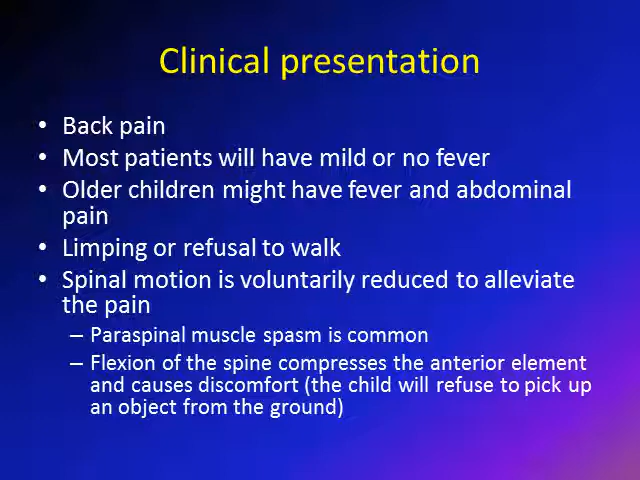 Clinical presentation
• Back pain
• Most patients will have mild or no fever
• Older children might have fever and abdominal
pain
• Limping or refusal to walk
• Spinal motion is voluntarily reduced to alleviate
the pain
– Paraspinal muscle spasm is common
– Flexion of the spine compresses the anterior element
and causes discomfort (the child will refuse to pick up
an object from the ground)